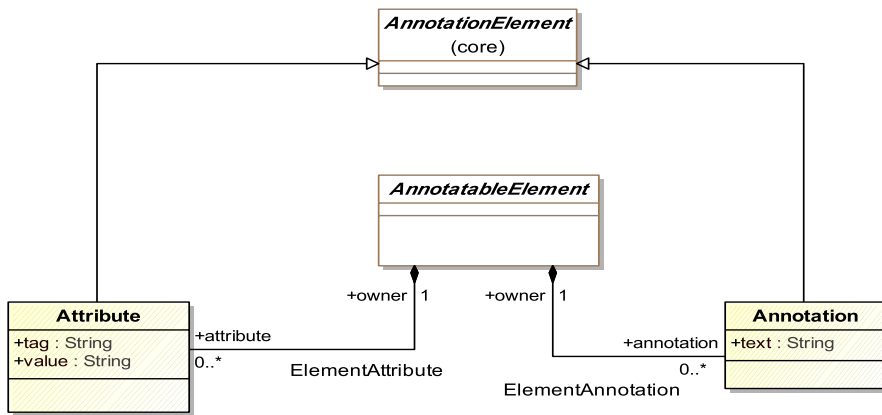 AnnotationElement
(core)
AnnotatableElement
+owner 1
+owner 1
Attribute
+tag : String
+value : String
+attribute
0..*
ElementAttribute
Annotation
+text : String
+annotation
0..*
ElementAnnotation